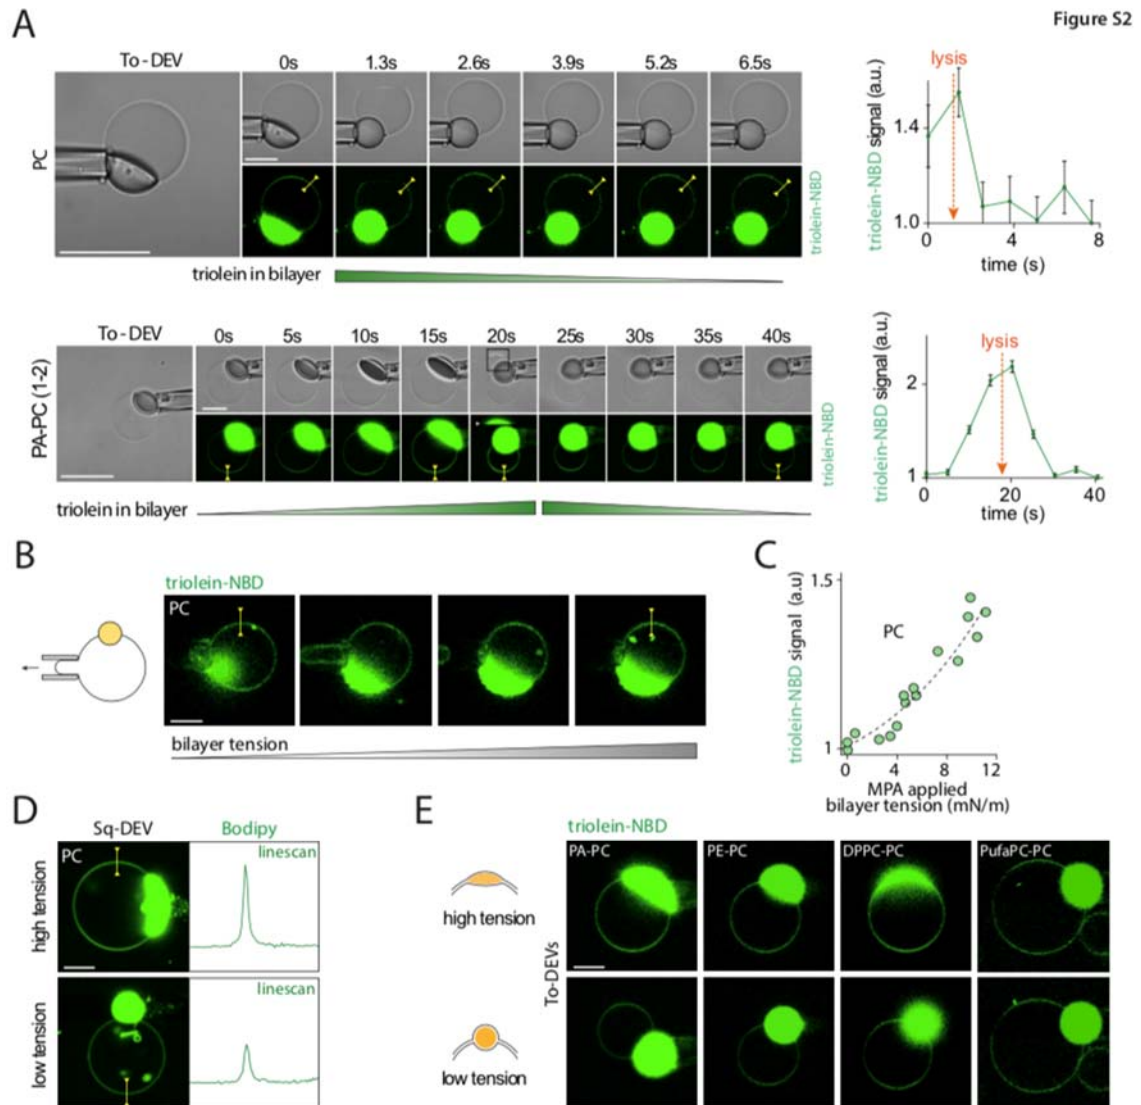 Figure S2
A
To - DEV
0s 1.3s 2.6s 3.9s 5.2s 6.5s
PC
triolein-NBD
triolein in bilayer
lysis
triolein-NBD signal (a.u.)
1.4
1.0
0 4 8
time (s)
To - DEV
0s 5s 10s 15s 20s 25s 30s 35s 40s
PA-PC (1-2)
triolein-NBD
triolein in bilayer
lysis
triolein-NBD signal (a.u.)
2
1
0 20 40
time (s)
B
triolein-NBD
PC
bilayer tension
C
triolein-NBD signal (a.u)
1.5
PC
1
0 4 8 12
MPA applied
bilayer tension (mN/m)
D
Sq-DEV Bodipy
high tension
PC
linescan
low tension
linescan
E
triolein-NBD
high tension
low tension
To-DEVs
PA-PC PE-PC DPPC-PC PufaPC-PC